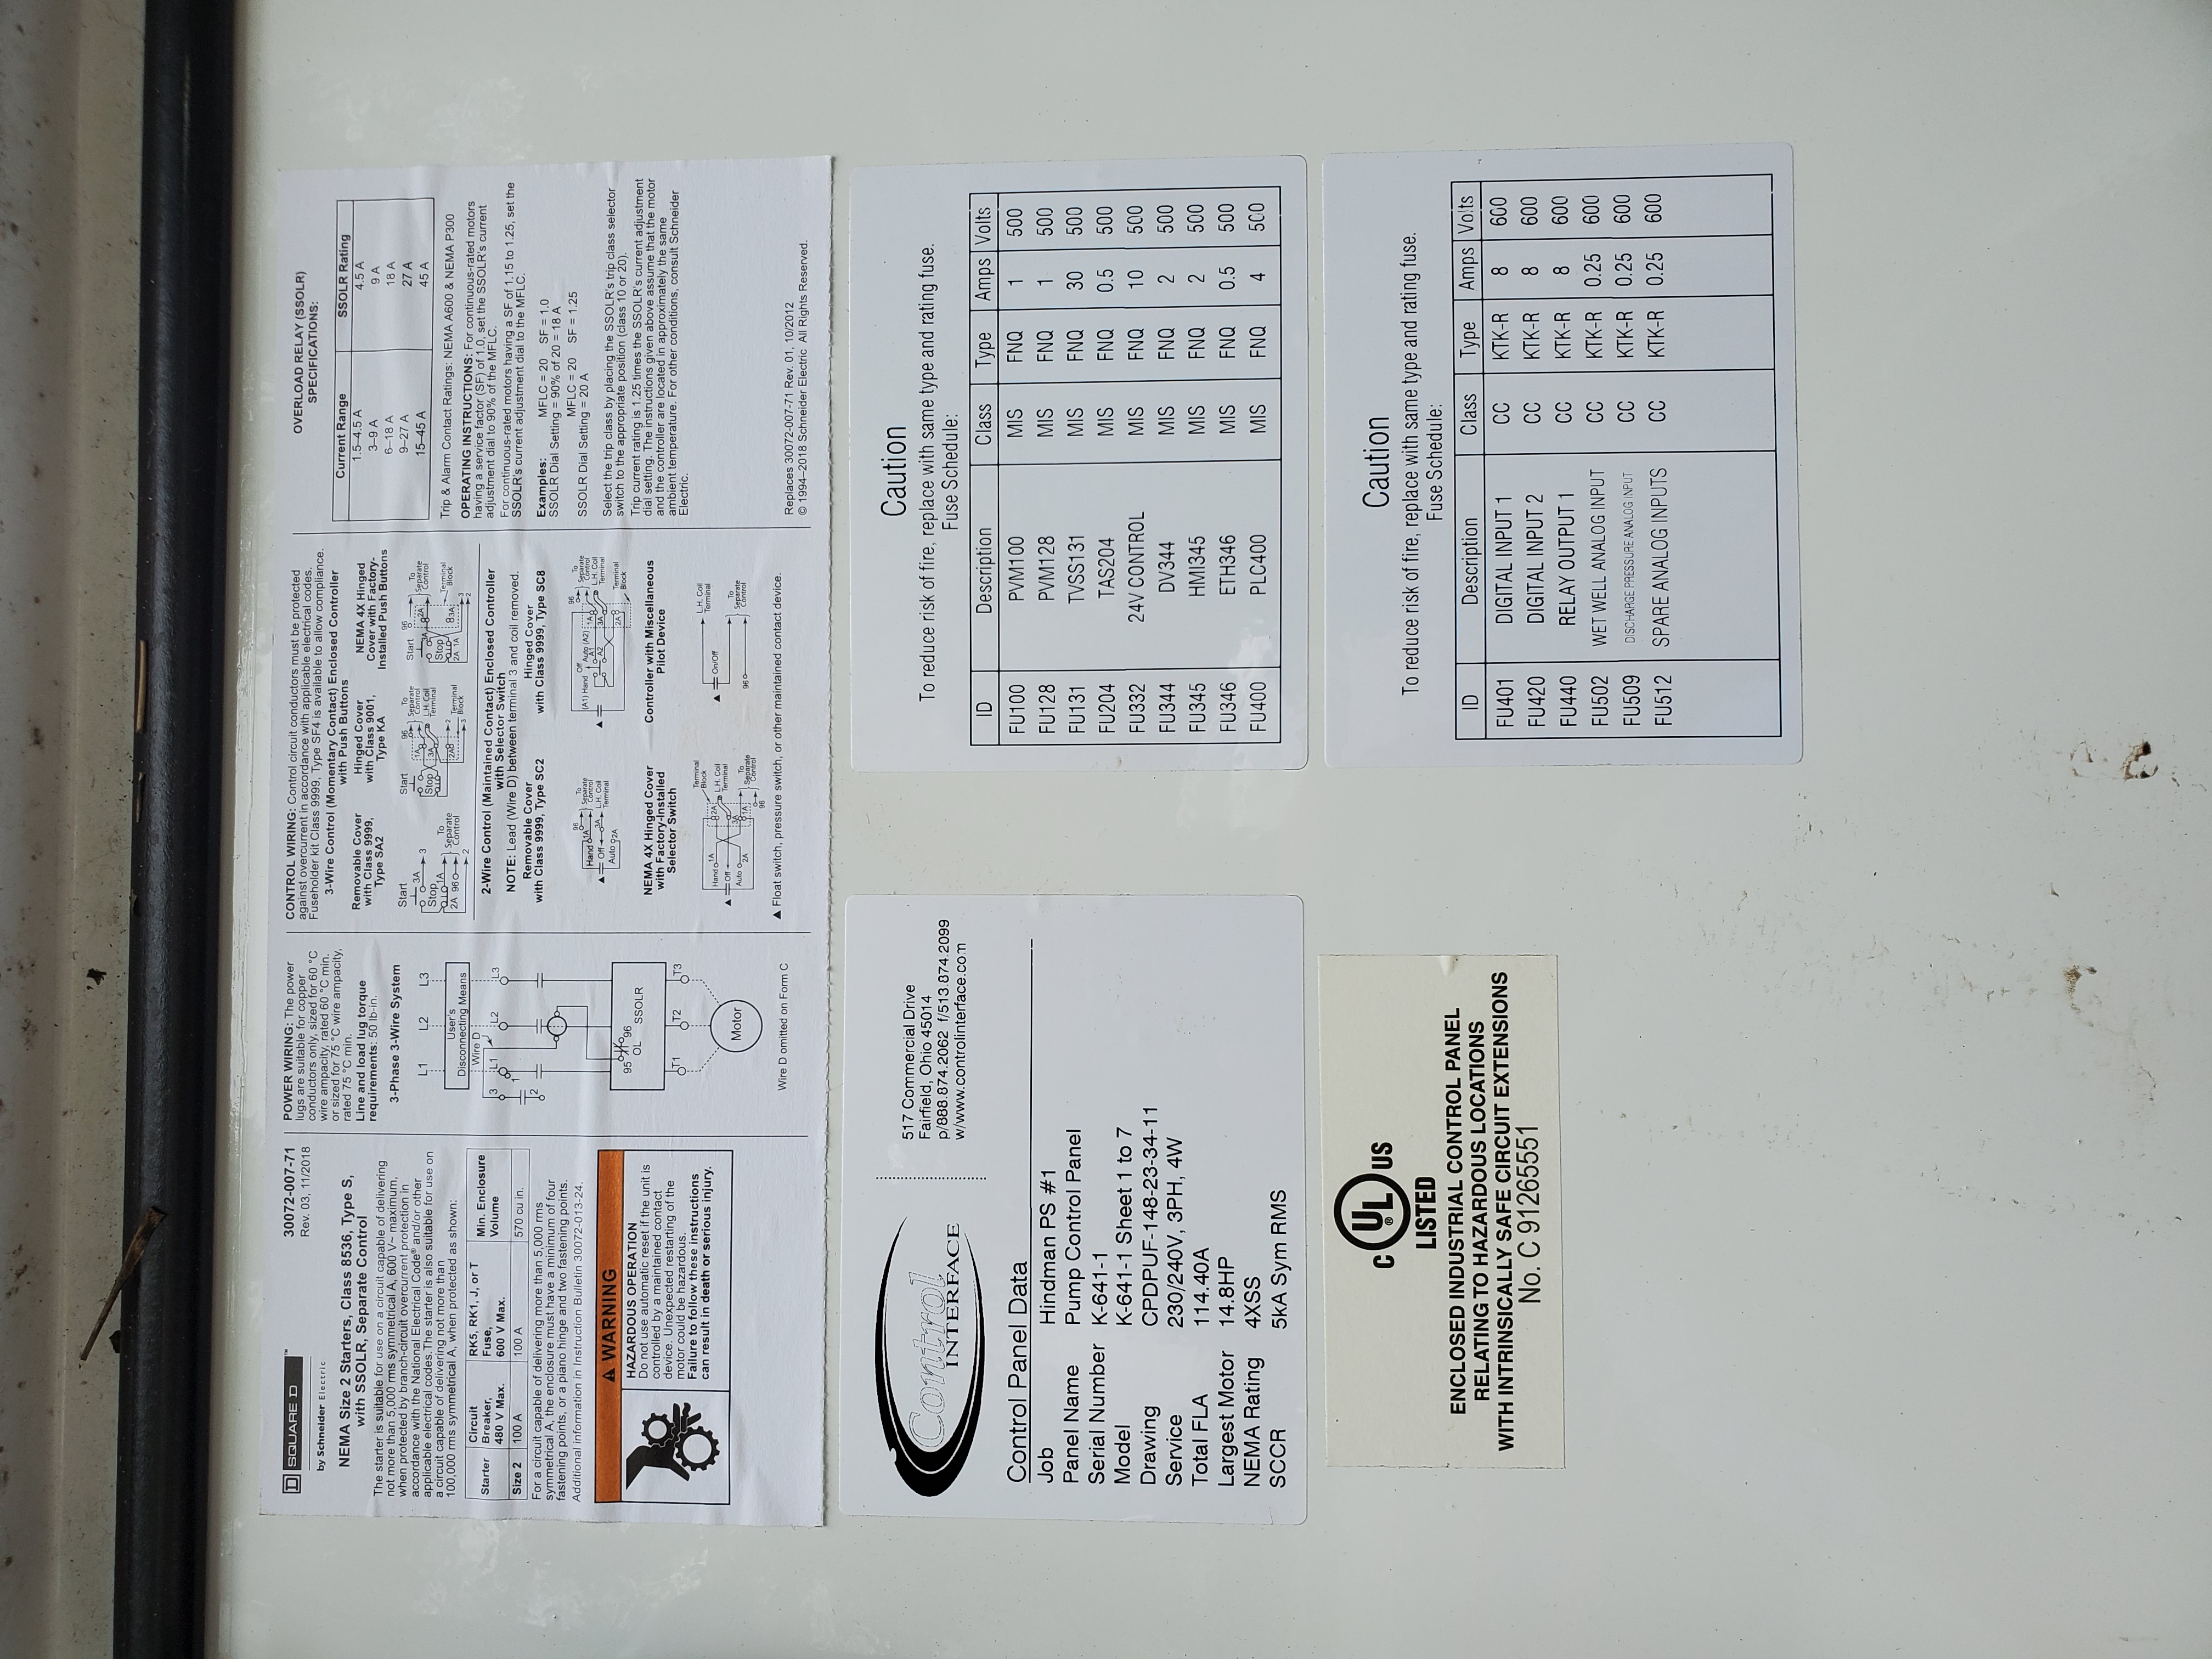 SQUARE D™
by Schneider Electric
30072-007-71
Rev. 03, 11/2018
NEMA Size 2 Starters, Class 8536, Type S,
with SSOLR, Separate Control
The starter is suitable for use on a circuit capable of delivering
not more than 5,000 rms symmetrical A, 600 V~ maximum,
when protected by branch-circuit overcurrent protection in
accordance with the National Electrical Code® and/or other
applicable electrical codes.The starter is also suitable for use on
a circuit capable of delivering not more than
100,000 rms symmetrical A, when protected as shown:
Starter | Circuit Breaker, 480 V Max. | RK5, RK1, J, or T Fuse, 600 V Max. | Min. Enclosure Volume
Size 2 | 100 A | 100 A | 570 cu in.
For a circuit capable of delivering more than 5,000 rms
symmetrical A, the enclosure must have a minimum of four
fastening points, or a piano hinge and two fastening points.
Additional information in Instruction Bulletin 30072-013-24.
WARNING
HAZARDOUS OPERATION
Do not use automatic reset if the unit is
controlled by a maintained contact
device. Unexpected restarting of the
motor could be hazardous.
Failure to follow these instructions
can result in death or serious injury.
POWER WIRING: The power
lugs are suitable for copper
conductors only, sized for 60 °C
wire ampacity, rated 60 °C min.
or sized for 75 °C wire ampacity,
rated 75 °C min.
Line and load lug torque
requirements: 50 lb-in.
3-Phase 3-Wire System
L1 L2 L3
User's
Disconnecting Means
Wire D
3 L1 L2 L3
1
2
95 96
OL SSOLR
T1 T2 T3
Motor
Wire D omitted on Form C
CONTROL WIRING: Control circuit conductors must be protected
against overcurrent in accordance with applicable electrical codes.
Fuseholder kit Class 9999, Type SF4 is available to allow compliance.
3-Wire Control (Momentary Contact) Enclosed Controller
with Push Buttons
Removable Cover
with Class 9999,
Type SA2
Start
3A
3
Stop
1A
2A 96
2
To
Separate
Control
Hinged Cover
with Class 9001,
Type KA
Start
96
To
Separate
Control
1A
3A
L.H. Coil
Terminal
Stop
2A
2
3
Terminal
Block
NEMA 4X Hinged
Cover with Factory-
Installed Push Buttons
Start
96
To
Separate
Control
3A
2A
Stop
2A 1A
3A
Terminal
Block
3
2
2-Wire Control (Maintained Contact) Enclosed Controller
with Selector Switch
NOTE: Lead (Wire D) between terminal 3 and coil removed.
Removable Cover
with Class 9999, Type SC2
96
To
Separate
Control
Hand 1A
Off 3A
L.H. Coil
Terminal
Auto 2A
Hinged Cover
with Class 9999, Type SC8
96
Off
(A1) Hand Auto (A2)
To
Separate
Control
A1
A2
1A
3A
2A
L.H. Coil
Terminal
Terminal
Block
NEMA 4X Hinged Cover
with Factory-Installed
Selector Switch
Terminal
Block
Hand 1A
2A
L.H. Coil
Terminal
Off
3A
Auto 2A
1A
To
Separate
Control
96
Controller with Miscellaneous
Pilot Device
L.H. Coil
Terminal
On/Off
To
Separate
Control
96
▲ Float switch, pressure switch, or other maintained contact device.
OVERLOAD RELAY (SSOLR)
SPECIFICATIONS:
Current Range | SSOLR Rating
1.5–4.5 A | 4.5 A
3–9 A | 9 A
6–18 A | 18 A
9–27 A | 27 A
15–45 A | 45 A
Trip & Alarm Contact Ratings: NEMA A600 & NEMA P300
OPERATING INSTRUCTIONS: For continuous-rated motors
having a service factor (SF) of 1.0, set the SSOLR's current
adjustment dial to 90% of the MFLC.
For continuous-rated motors having a SF of 1.15 to 1.25, set the
SSOLR's current adjustment dial to the MFLC.
Examples: MFLC = 20 SF = 1.0
SSOLR Dial Setting = 90% of 20 = 18 A
MFLC = 20 SF = 1.25
SSOLR Dial Setting = 20 A
Select the trip class by placing the SSOLR's trip class selector
switch to the appropriate position (class 10 or 20).
Trip current rating is 1.25 times the SSOLR's current adjustment
dial setting. The instructions given above assume that the motor
and the controller are located in approximately the same
ambient temperature. For other conditions, consult Schneider
Electric.
Replaces 30072-007-71 Rev. 01, 10/2012
© 1994–2018 Schneider Electric All Rights Reserved.
Control
INTERFACE
517 Commercial Drive
Fairfield, Ohio 45014
p/888.874.2062 f/513.874.2099
w/www.controlinterface.com
Control Panel Data
Job Hindman PS #1
Panel Name Pump Control Panel
Serial Number K-641-1
Model K-641-1 Sheet 1 to 7
Drawing CPDPUF-148-23-34-11
Service 230/240V, 3PH, 4W
Total FLA 114.40A
Largest Motor 14.8HP
NEMA Rating 4XSS
SCCR 5kA Sym RMS
C UL ® US
LISTED
ENCLOSED INDUSTRIAL CONTROL PANEL
RELATING TO HAZARDOUS LOCATIONS
WITH INTRINSICALLY SAFE CIRCUIT EXTENSIONS
No. C 91265551
Caution
To reduce risk of fire, replace with same type and rating fuse.
Fuse Schedule:
ID | Description | Class | Type | Amps | Volts
FU100 | PVM100 | MIS | FNQ | 1 | 500
FU128 | PVM128 | MIS | FNQ | 1 | 500
FU131 | TVSS131 | MIS | FNQ | 30 | 500
FU204 | TAS204 | MIS | FNQ | 0.5 | 500
FU332 | 24V CONTROL | MIS | FNQ | 10 | 500
FU344 | DV344 | MIS | FNQ | 2 | 500
FU345 | HMI345 | MIS | FNQ | 2 | 500
FU346 | ETH346 | MIS | FNQ | 0.5 | 500
FU400 | PLC400 | MIS | FNQ | 4 | 500
Caution
To reduce risk of fire, replace with same type and rating fuse.
Fuse Schedule:
ID | Description | Class | Type | Amps | Volts
FU401 | DIGITAL INPUT 1 | CC | KTK-R | 8 | 600
FU420 | DIGITAL INPUT 2 | CC | KTK-R | 8 | 600
FU440 | RELAY OUTPUT 1 | CC | KTK-R | 8 | 600
FU502 | WET WELL ANALOG INPUT | CC | KTK-R | 0.25 | 600
FU509 | DISCHARGE PRESSURE ANALOG INPUT | CC | KTK-R | 0.25 | 600
FU512 | SPARE ANALOG INPUTS | CC | KTK-R | 0.25 | 600